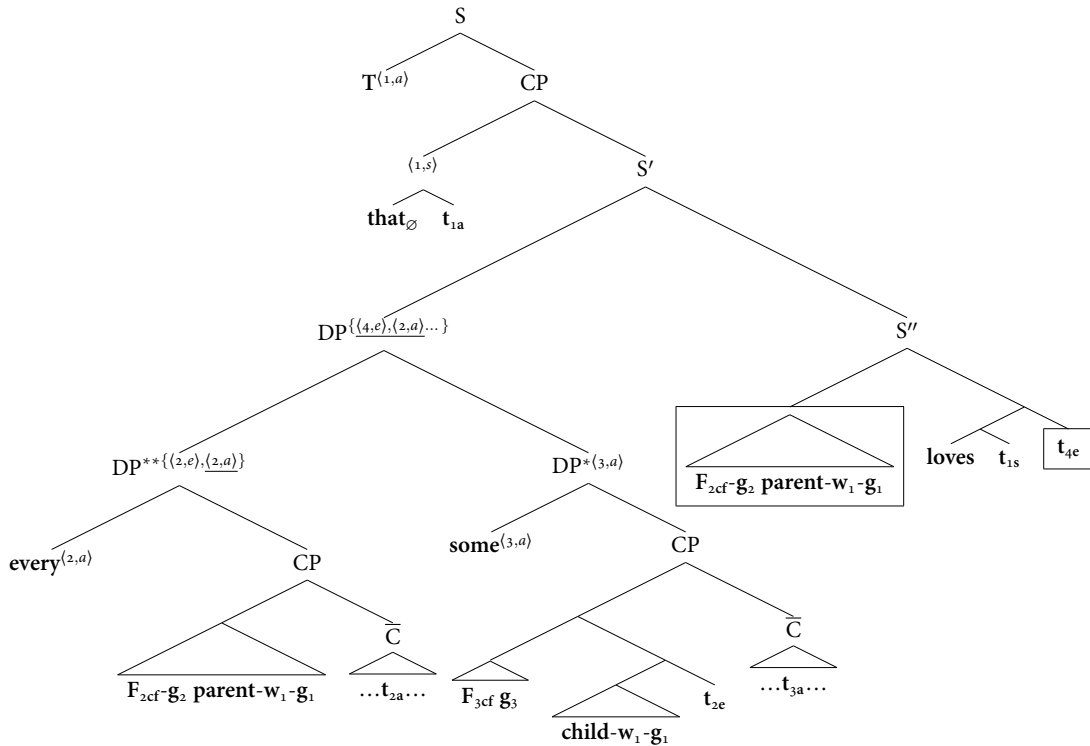 S
T⟨1,a⟩ CP
⟨1,s⟩ S′
that∅ t1a
DP{⟨4,e⟩,⟨2,a⟩…} S″
DP**{⟨2,e⟩,⟨2,a⟩} DP*⟨3,a⟩ loves t1s t4e
F2cf-g2 parent-w1-g1
every⟨2,a⟩ CP some⟨3,a⟩ CP
C̅ C̅
F2cf-g2 parent-w1-g1 …t2a… F3cf g3 t2e …t3a…
child-w1-g1